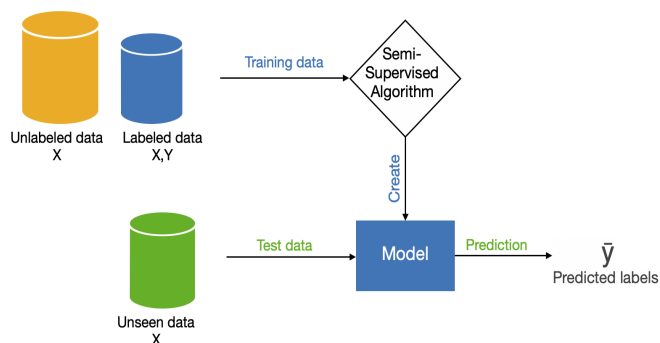 Unlabeled data
X
Labeled data
X,Y
Training data
Semi-
Supervised
Algorithm
Create
Unseen data
X
Test data
Model
Prediction
ȳ
Predicted labels